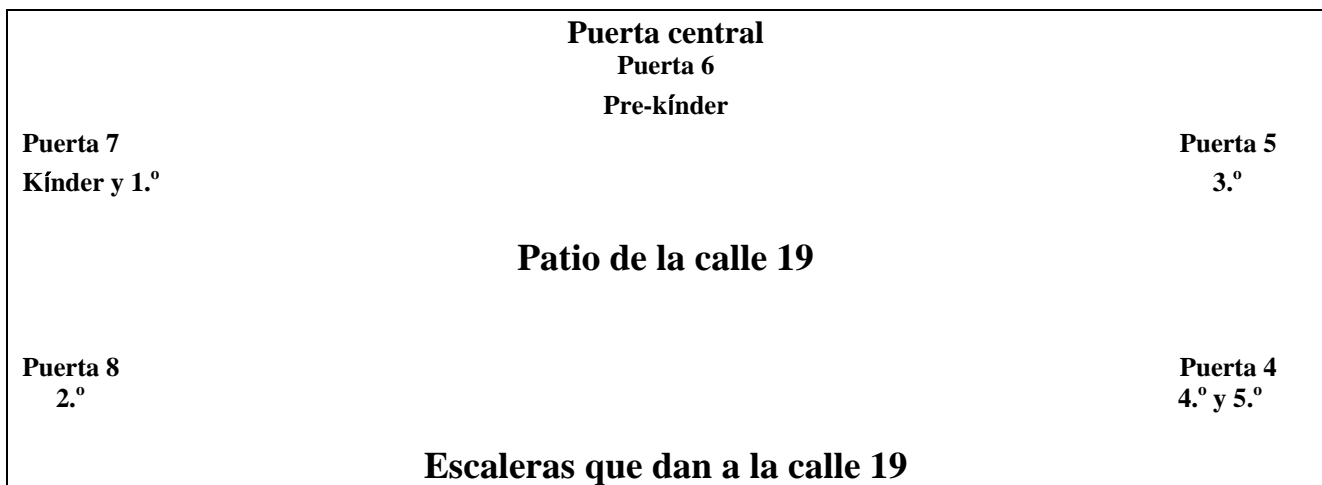 Puerta central
Puerta 6
Pre-kínder
Puerta 7 Puerta 5
Kínder y 1.º 3.º
Patio de la calle 19
Puerta 8 Puerta 4
2.º 4.º y 5.º
Escaleras que dan a la calle 19